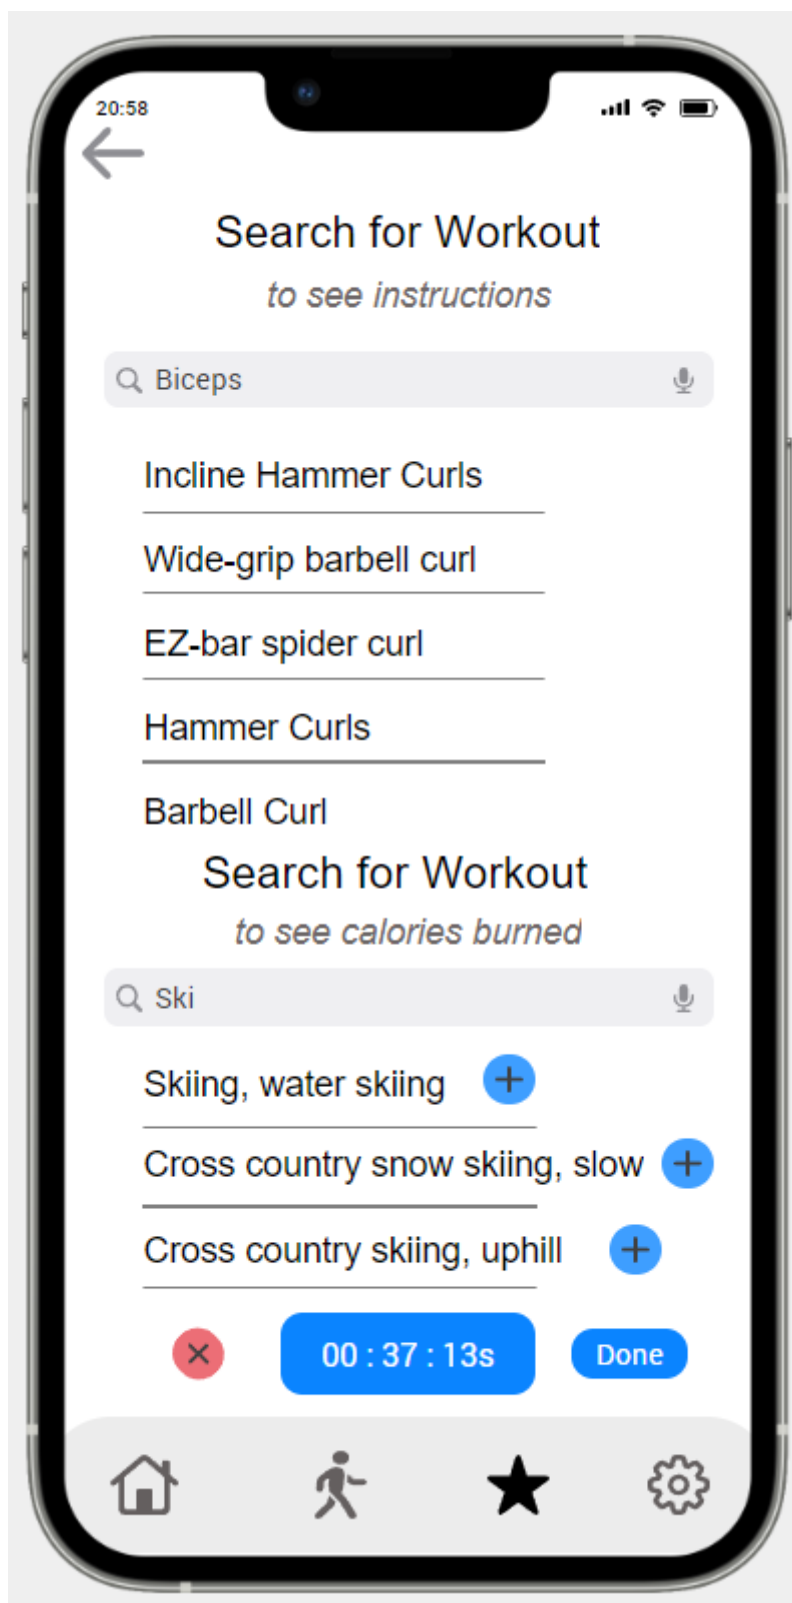 20:58
Search for Workout
to see instructions
Biceps
Incline Hammer Curls
Wide-grip barbell curl
EZ-bar spider curl
Hammer Curls
Barbell Curl
Search for Workout
to see calories burned
Ski
Skiing, water skiing
Cross country snow skiing, slow
Cross country skiing, uphill
00 : 37 : 13s Done